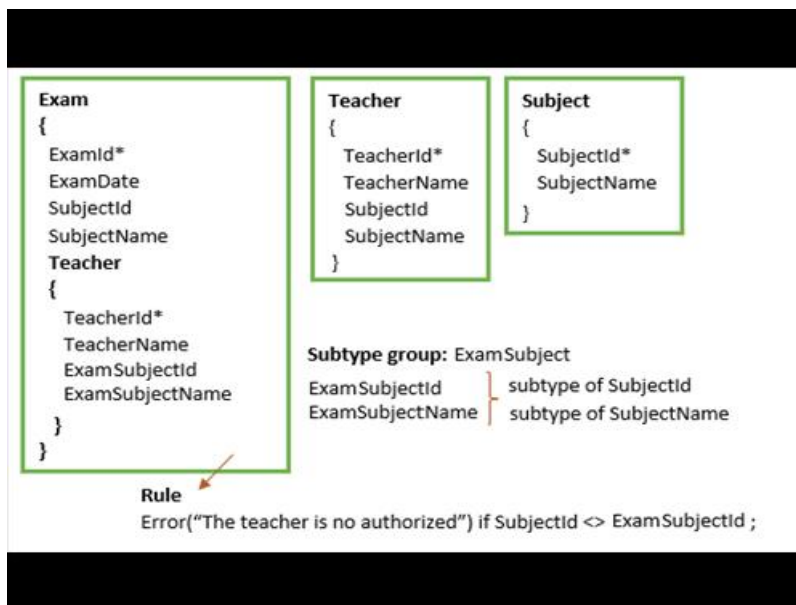 Exam
{
ExamId*
ExamDate
SubjectId
SubjectName
Teacher
{
TeacherId*
TeacherName
ExamSubjectId
ExamSubjectName
}
}
Teacher
{
TeacherId*
TeacherName
SubjectId
SubjectName
}
Subject
{
SubjectId*
SubjectName
}
Subtype group: ExamSubject
ExamSubjectId } subtype of SubjectId
ExamSubjectName subtype of SubjectName
Rule
Error(“The teacher is no authorized”) if SubjectId <> ExamSubjectId ;